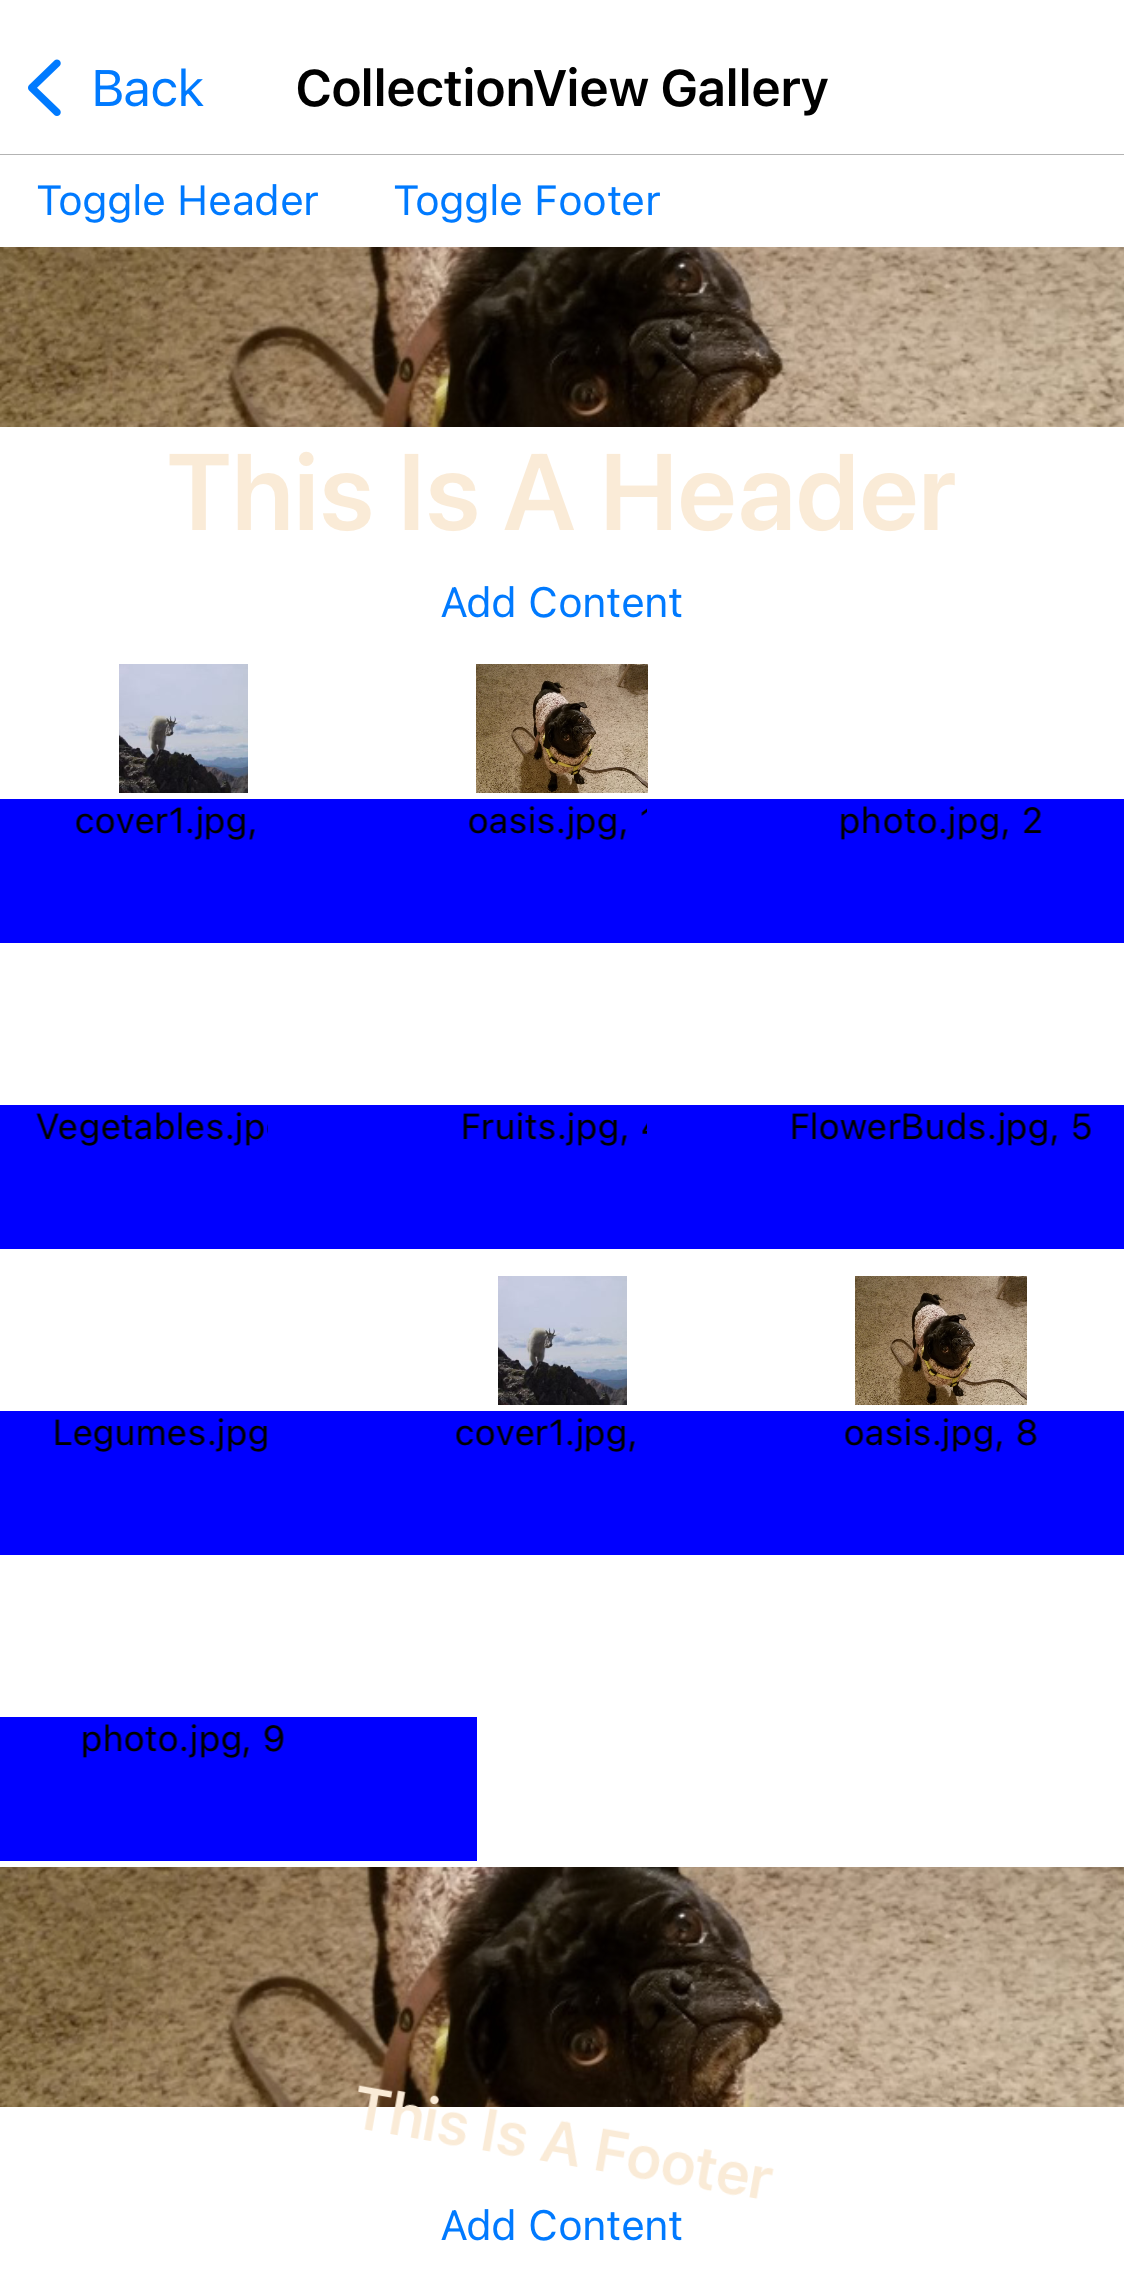 Back CollectionView Gallery
Toggle Header Toggle Footer
This Is A Header
Add Content
cover1.jpg, oasis.jpg, photo.jpg, 2
Vegetables.jp Fruits.jpg, FlowerBuds.jpg, 5
Legumes.jpg cover1.jpg, oasis.jpg, 8
photo.jpg, 9
This Is A Footer
Add Content